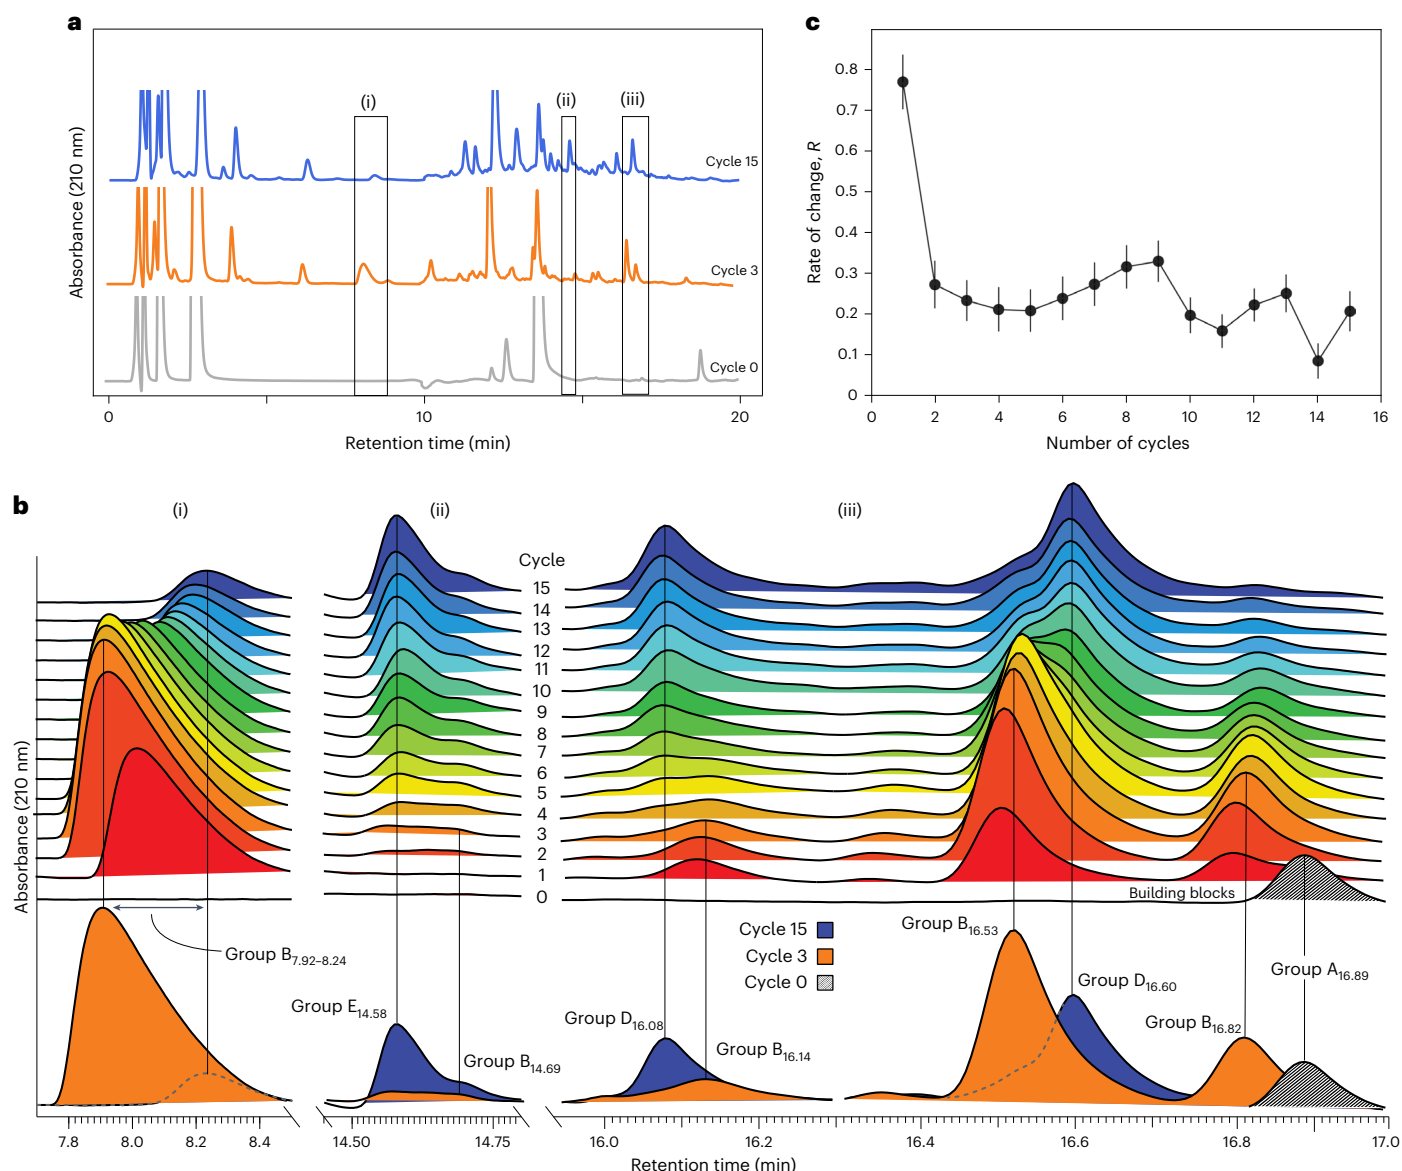 a
(i)
(ii)
(iii)
Cycle 15
Cycle 3
Cycle 0
Absorbance (210 nm)
0
10
20
Retention time (min)
c
0.8
0.7
0.6
0.5
0.4
0.3
0.2
0.1
0
Rate of change, R
0
2
4
6
8
10
12
14
16
Number of cycles
b
(i)
(ii)
(iii)
Cycle
15
14
13
12
11
10
9
8
7
6
5
4
3
2
1
0
Absorbance (210 nm)
Building blocks
Cycle 15
Cycle 3
Cycle 0
Group B7.92–8.24
Group E14.58
Group B14.69
Group D16.08
Group B16.14
Group B16.53
Group D16.60
Group B16.82
Group A16.89
7.8
8.0
8.2
8.4
14.50
14.75
16.0
16.2
16.4
16.6
16.8
17.0
Retention time (min)